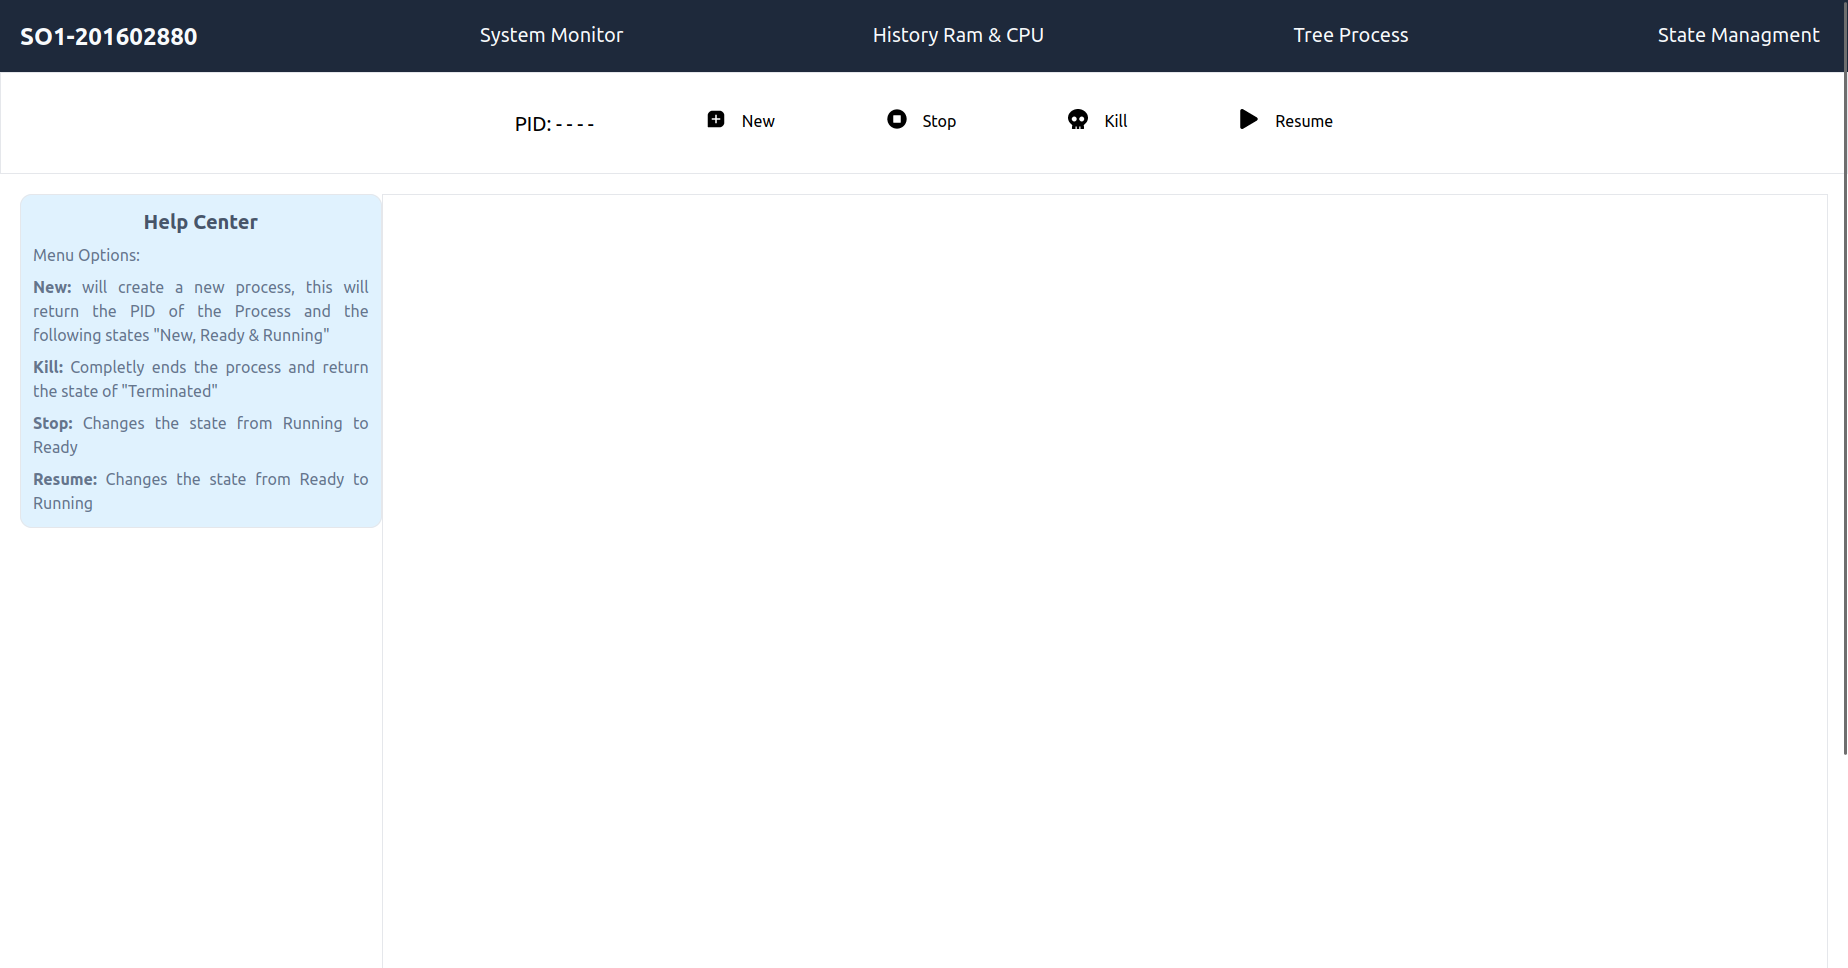 SO1-201602880 System Monitor History Ram & CPU Tree Process State Managment
PID: - - - - New Stop Kill Resume
Help Center
Menu Options:
New: will create a new process, this will
return the PID of the Process and the
following states "New, Ready & Running"
Kill: Completly ends the process and return
the state of "Terminated"
Stop: Changes the state from Running to
Ready
Resume: Changes the state from Ready to
Running